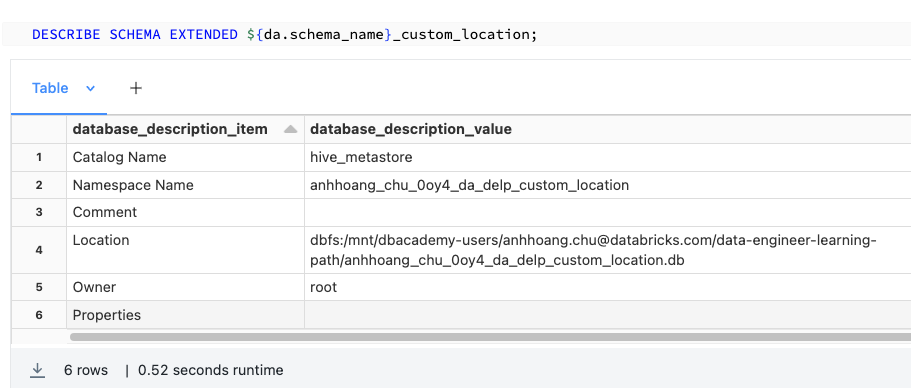 DESCRIBE SCHEMA EXTENDED ${da.schema_name}_custom_location;
Table
database_description_item database_description_value
1 Catalog Name hive_metastore
2 Namespace Name anhhoang_chu_0oy4_da_delp_custom_location
3 Comment
4 Location dbfs:/mnt/dbacademy-users/anhhoang.chu@databricks.com/data-engineer-learning-
path/anhhoang_chu_0oy4_da_delp_custom_location.db
5 Owner root
6 Properties
6 rows | 0.52 seconds runtime